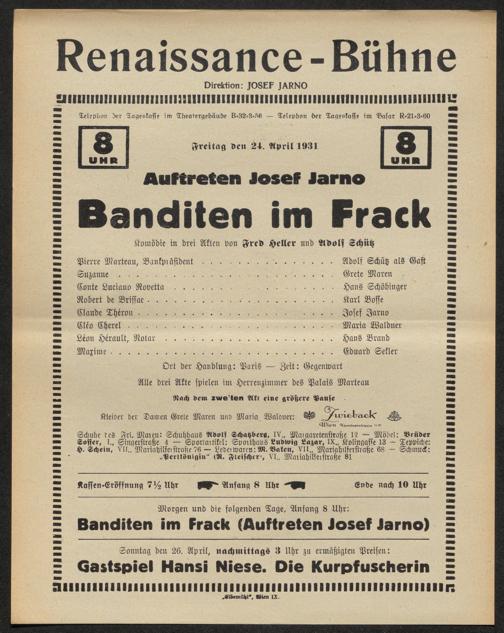 Renaissance-Bühne
Direktion: JOSEF JARNO
Telephon der Tageskasse im Theatergebäude B-32-3-56 — Telephon der Tageskasse im Basar R-21-3-60
8 UHR
Freitag den 24. April 1931
8 UHR
Auftreten Josef Jarno
Banditen im Frack
Komödie in drei Akten von Fred Heller und Adolf Schütz
Pierre Marteau, Bankpräsident . . . Adolf Schütz als Gast
Suzanne . . . Grete Maren
Conte Luciano Rovetta . . . Hans Schöbinger
Robert de Brissac . . . Karl Bosse
Claude Thérou . . . Josef Jarno
Cléo Cherel . . . Maria Waldner
Léon Hérault, Notar . . . Hans Brand
Maxime . . . Eduard Sekler
Ort der Handlung: Paris — Zeit: Gegenwart
Alle drei Akte spielen im Herrenzimmer des Palais Marteau
Nach dem zweiten Akt eine größere Pause
Kleider der Damen Grete Maren und Maria Waldner: Zwieback
Schuhe des Frl. Maren: Schuhhaus Adolf Schatzberg, IV., Margaretenstraße 12 — Möbel: Brüder
I., Singerstraße 4 — Sportartikel: Sporthaus Ludwig Lazar, IX., Kolingasse 13 — Teppiche:
H. Schein, VII., Mariahilferstraße 76 — Lederwaren: M. VII., Mariahilferstraße 68 — Schmuck:
(R. Fleischer), VI., Mariahilferstraße 81
Kassen-Eröffnung 7½ Uhr Anfang 8 Uhr Ende nach 10 Uhr
Morgen und die folgenden Tage, Anfang 8 Uhr:
Banditen im Frack (Auftreten Josef Jarno)
Sonntag den 26. April, nachmittags 3 Uhr zu ermäßigten Preisen:
Gastspiel Hansi Niese. Die Kurpfuscherin
„Elbemühl", Wien IX.